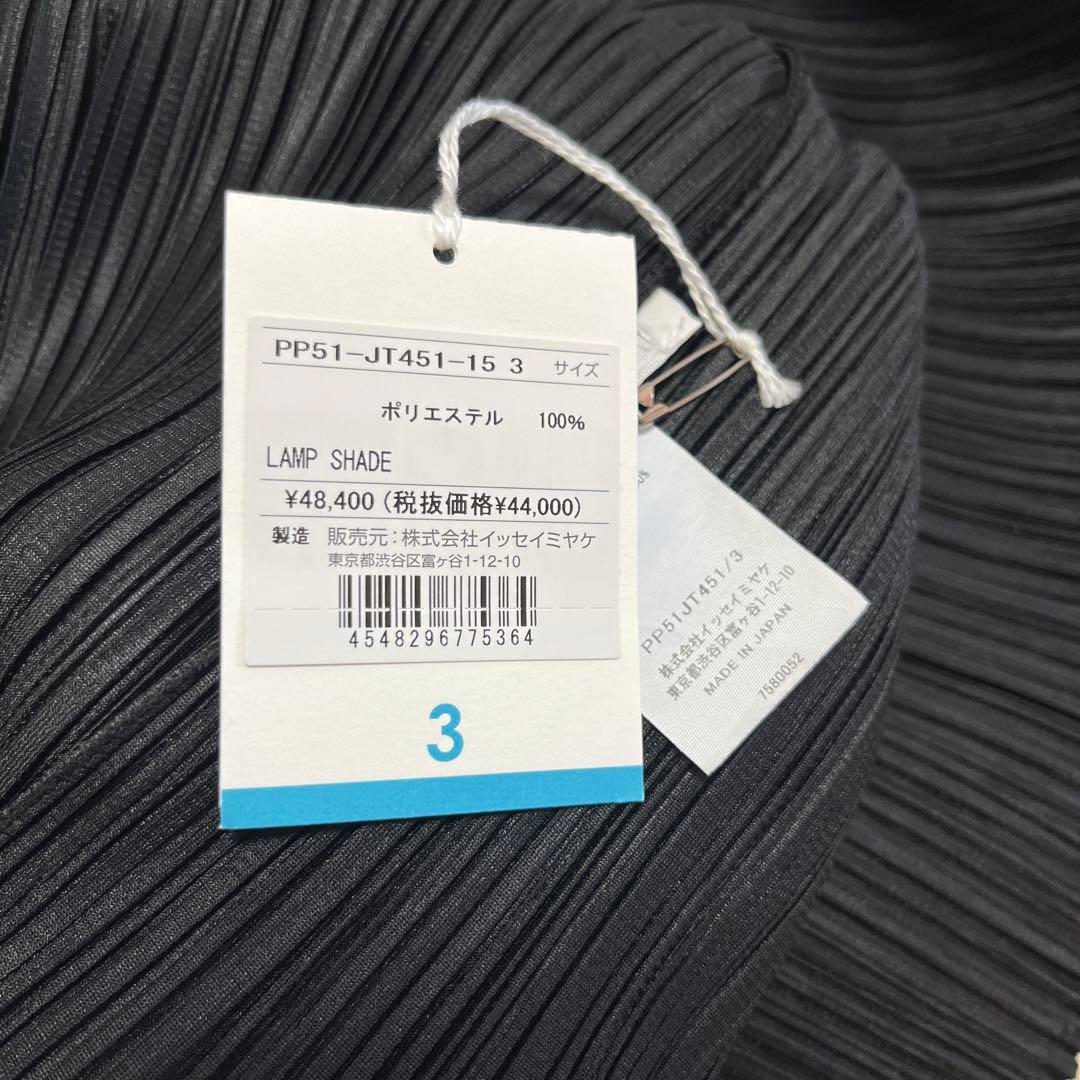 PP51-JT451-15 3 サイズ
ポリエステル 100%
LAMP SHADE
¥48,400 (税抜価格¥44,000)
製造 販売元:株式会社イッセイミヤケ
東京都渋谷区富ヶ谷1-12-10
4548296775364
3
PP51JT451/3
株式会社イッセイミヤケ
東京都渋谷区富ヶ谷1-12-10
MADE IN JAPAN
7580052